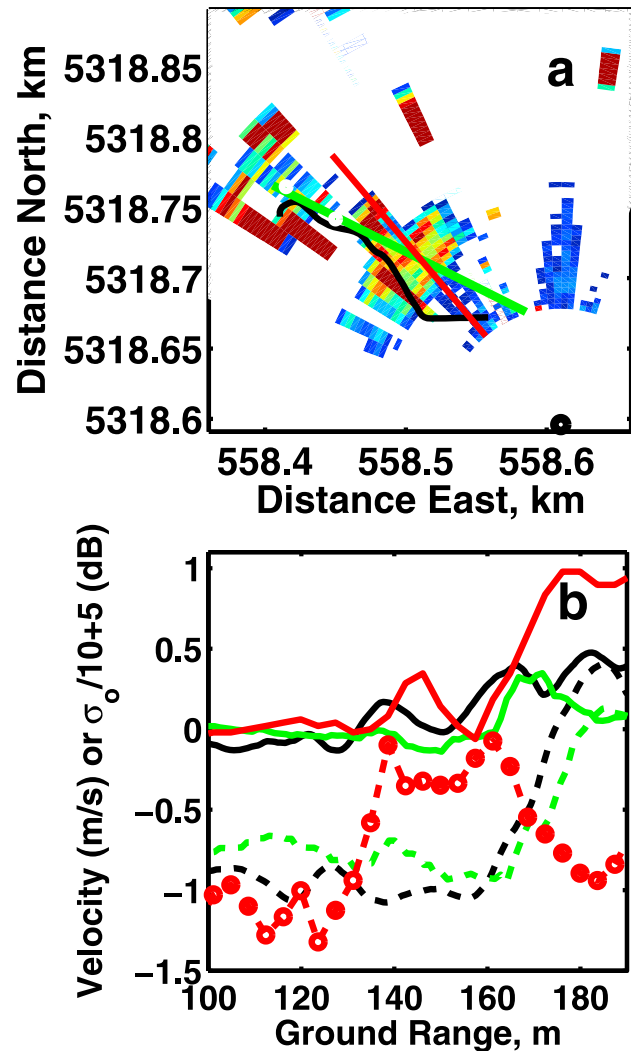 a
Distance North, km
5318.85
5318.8
5318.75
5318.7
5318.65
5318.6
558.4 558.5 558.6
Distance East, km
b
Velocity (m/s) or σo/10+5 (dB)
1
0.5
0
−0.5
−1
−1.5
100 120 140 160 180
Ground Range, m